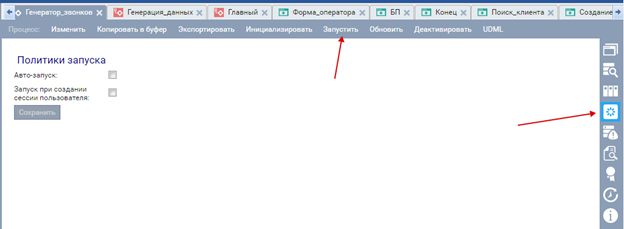 Генератор_звонков Генерация_данных Главный Форма_оператора БП Конец Поиск_клиента Создание
Процесс: Изменить Копировать в буфер Экспортировать Инициализировать Запустить Обновить Деактивировать UDML
Политики запуска
Авто-запуск:
Запуск при создании
сессии пользователя:
Сохранить